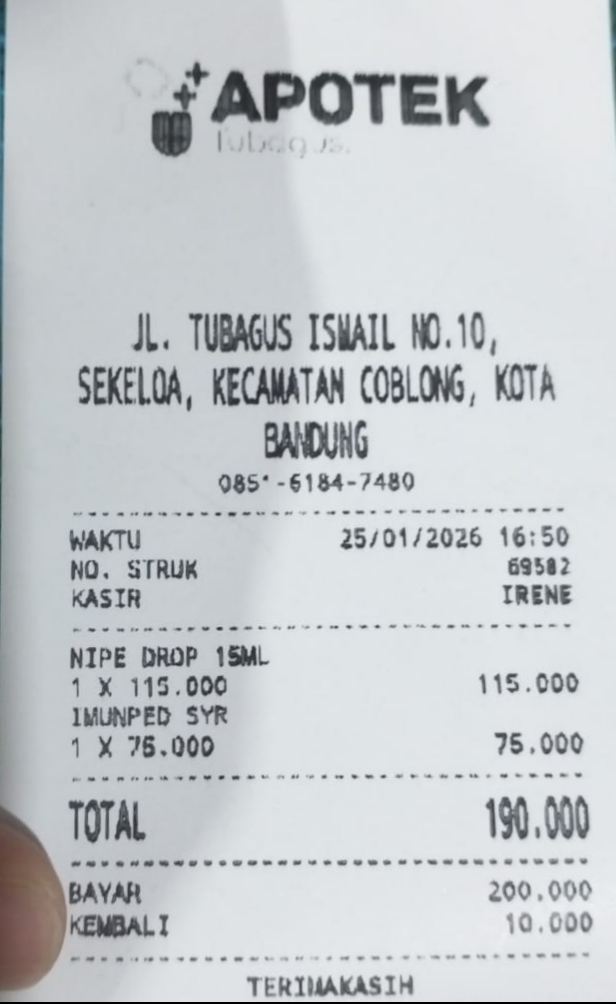 APOTEK
Tubagus.
JL. TUBAGUS ISMAIL NO.10,
SEKELOA, KECAMATAN COBLONG, KOTA
BANDUNG
WAKTU 25/01/2026 16:50
NO. STRUK 69582
KASIR IRENE
NIPE DROP 15ML
1 X 115.000 115.000
IMUNPED SYR
1 X 75.000 75.000
TOTAL 190.000
BAYAR 200.000
KEMBALI 10.000
TERIMAKASIH